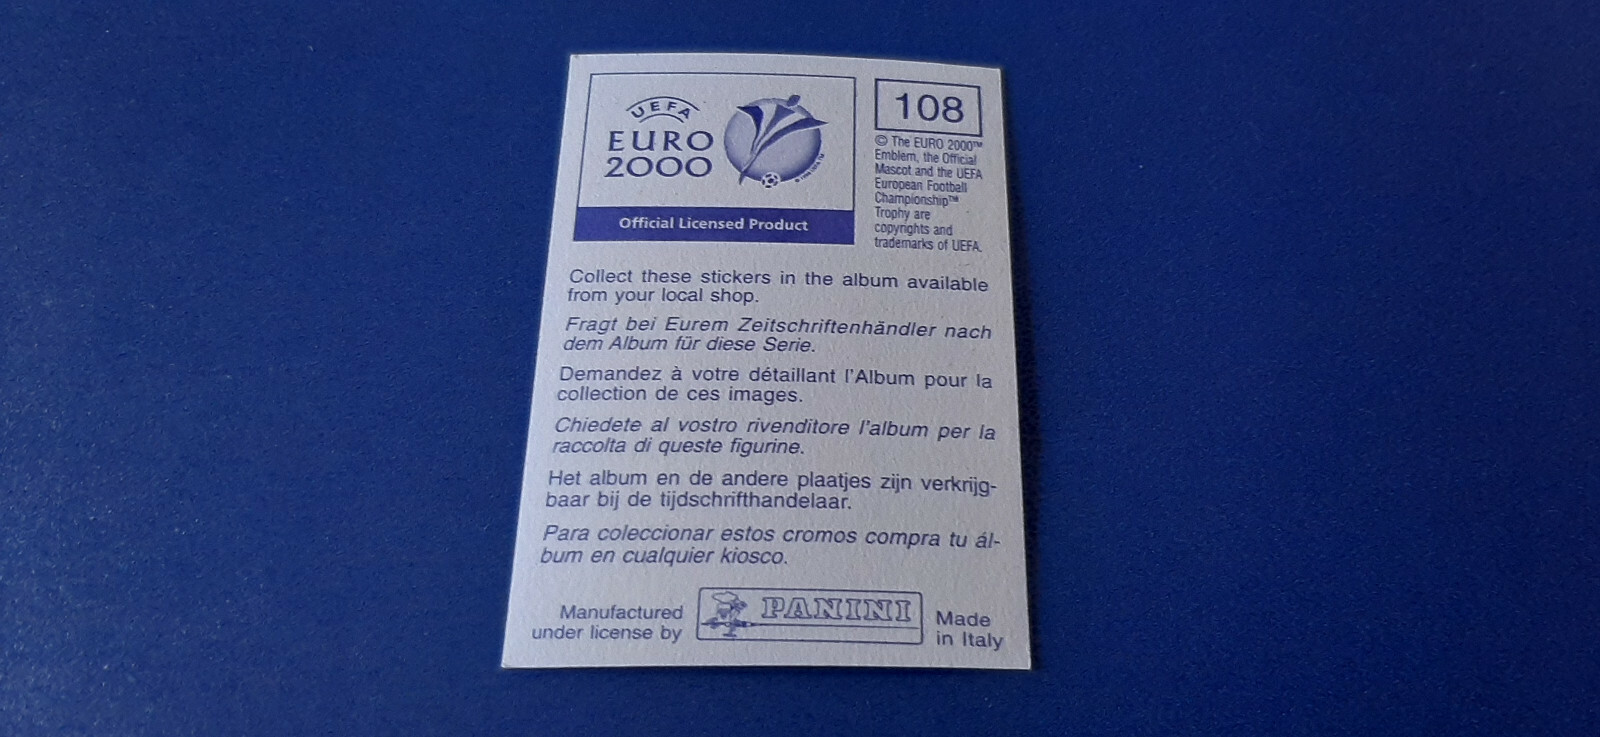 UEFA
EURO
2000
Official Licensed Product
108
© The EURO 2000™
Emblem, the Official
Mascot and the UEFA
European Football
Championship™
Trophy are
copyrights and
trademarks of UEFA.
Collect these stickers in the album available
from your local shop.
Fragt bei Eurem Zeitschriftenhändler nach
dem Album für diese Serie.
Demandez à votre détaillant l'Album pour la
collection de ces images.
Chiedete al vostro rivenditore l'album per la
raccolta di queste figurine.
Het album en de andere plaatjes zijn verkrijg-
baar bij de tijdschrifthandelaar.
Para coleccionar estos cromos compra tu ál-
bum en cualquier kiosco.
Manufactured
under license by
PANINI
Made
in Italy